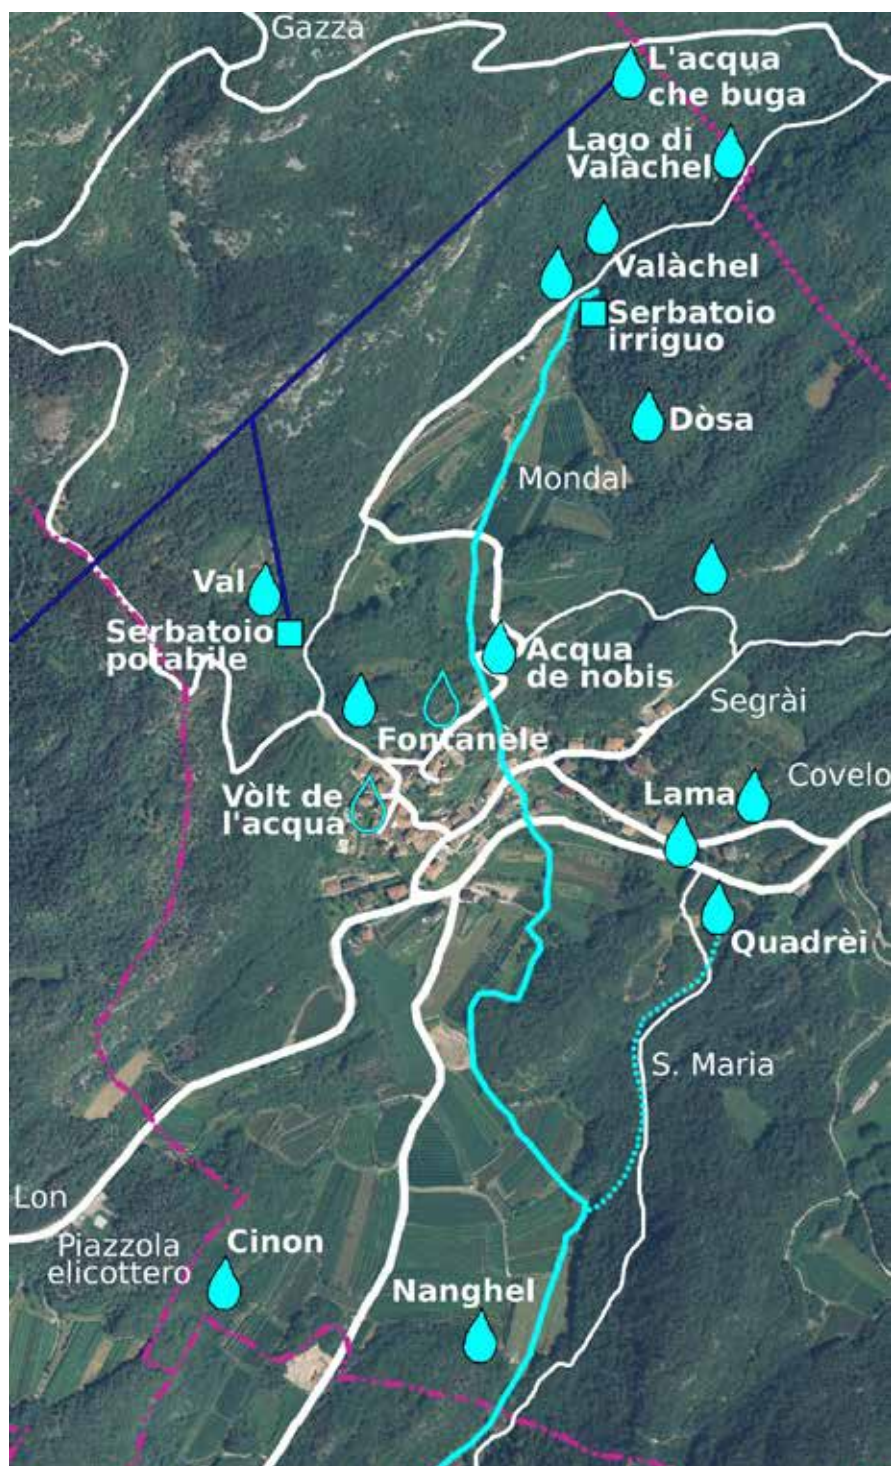 Gazza
L'acqua
che buga
Lago di
Valàchel
Valàchel
Serbatoio
irriguo
Dòsa
Mondal
Val
Serbatoio
potabile
Acqua
de nobis
Segrài
Fontanèle
Covelo
Vòlt de
l'acqua
Lama
Quadrèi
S. Maria
Lon
Piazzola
elicottero
Cinon
Nanghel